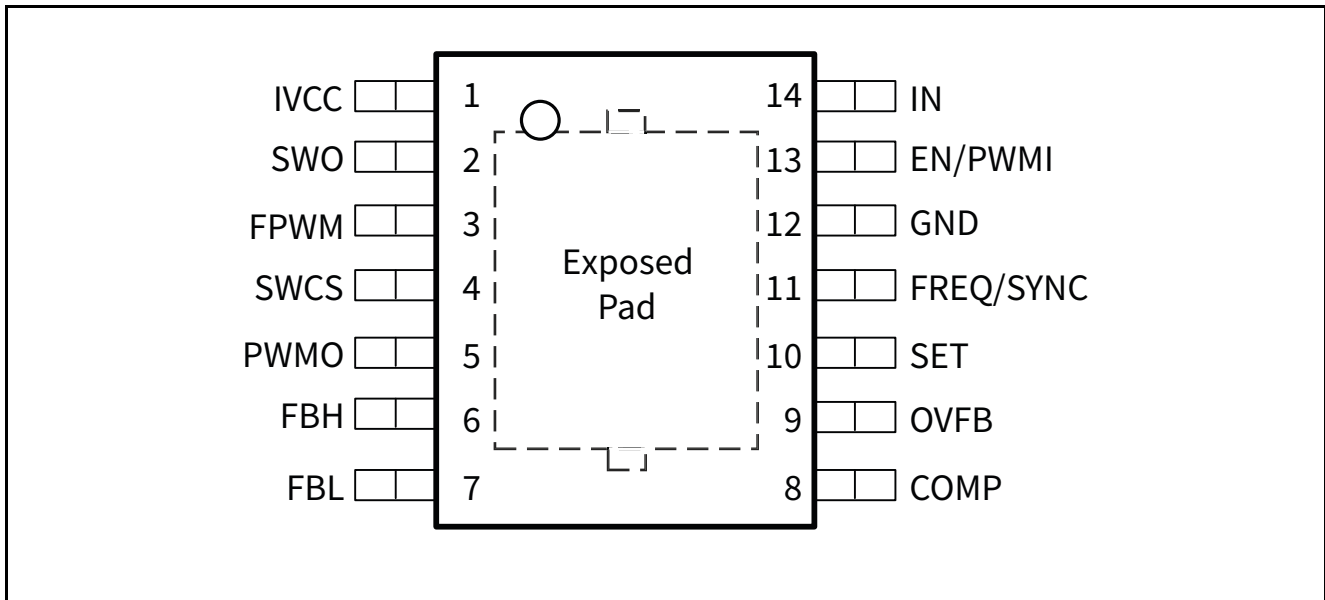 IVCC 1 14 IN
SWO 2 13 EN/PWMI
FPWM 3 12 GND
SWCS 4 11 FREQ/SYNC
PWMO 5 10 SET
FBH 6 9 OVFB
FBL 7 8 COMP
Exposed
Pad